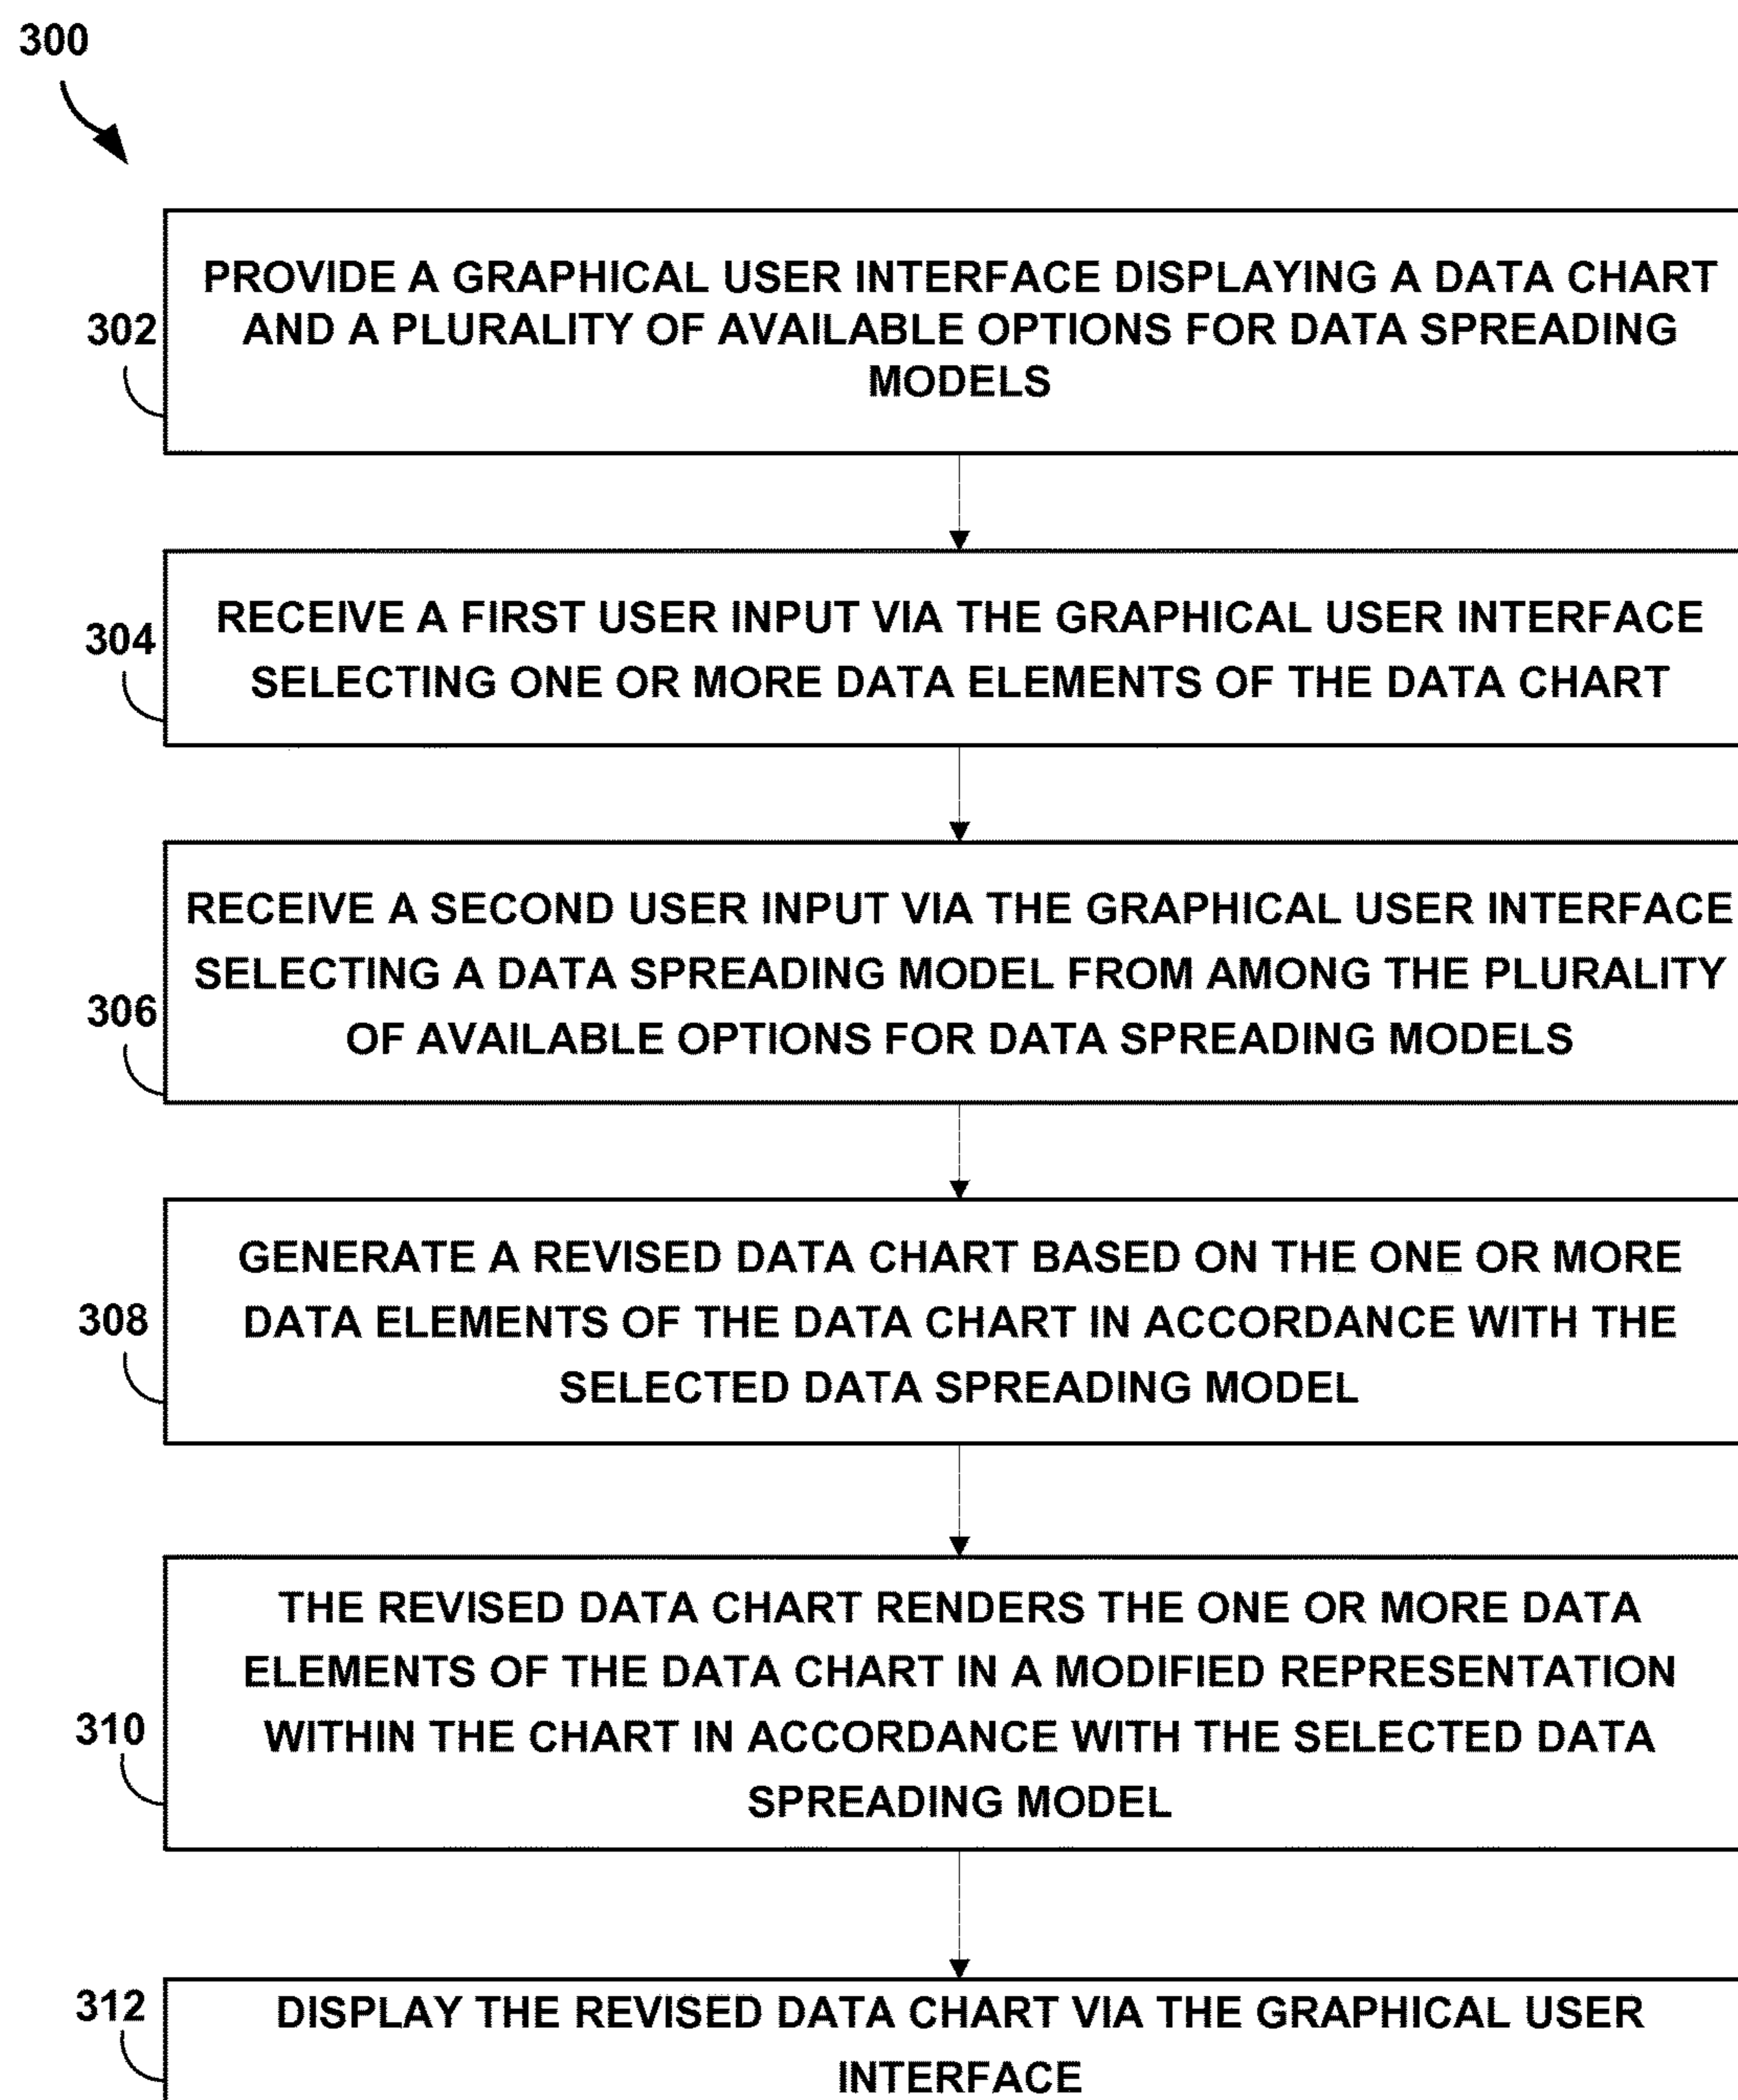 300
PROVIDE A GRAPHICAL USER INTERFACE DISPLAYING A DATA CHART
302
AND A PLURALITY OF AVAILABLE OPTIONS FOR DATA SPREADING
MODELS
304
RECEIVE A FIRST USER INPUT VIA THE GRAPHICAL USER INTERFACE
SELECTING ONE OR MORE DATA ELEMENTS OF THE DATA CHART
RECEIVE A SECOND USER INPUT VIA THE GRAPHICAL USER INTERFACE
SELECTING A DATA SPREADING MODEL FROM AMONG THE PLURALITY
306
OF AVAILABLE OPTIONS FOR DATA SPREADING MODELS
GENERATE A REVISED DATA CHART BASED ON THE ONE OR MORE
308
DATA ELEMENTS OF THE DATA CHART IN ACCORDANCE WITH THE
SELECTED DATA SPREADING MODEL
THE REVISED DATA CHART RENDERS THE ONE OR MORE DATA
ELEMENTS OF THE DATA CHART IN A MODIFIED REPRESENTATION
310
WITHIN THE CHART IN ACCORDANCE WITH THE SELECTED DATA
SPREADING MODEL
312
DISPLAY THE REVISED DATA CHART VIA THE GRAPHICAL USER
INTERFACE